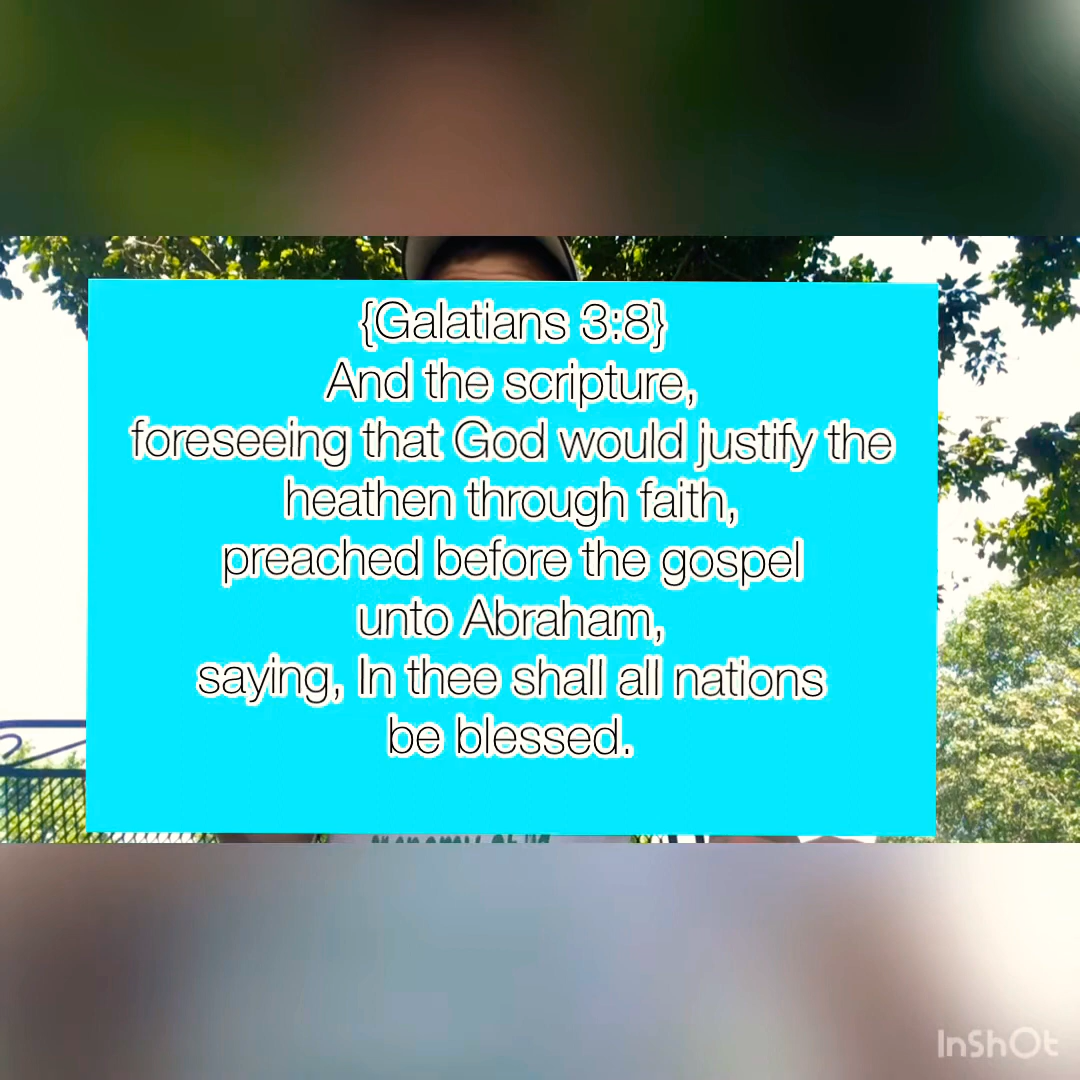 {Galatians 3:8}
And the scripture,
foreseeing that God would justify the
heathen through faith,
preached before the gospel
unto Abraham,
saying, In thee shall all nations
be blessed.
InShOt